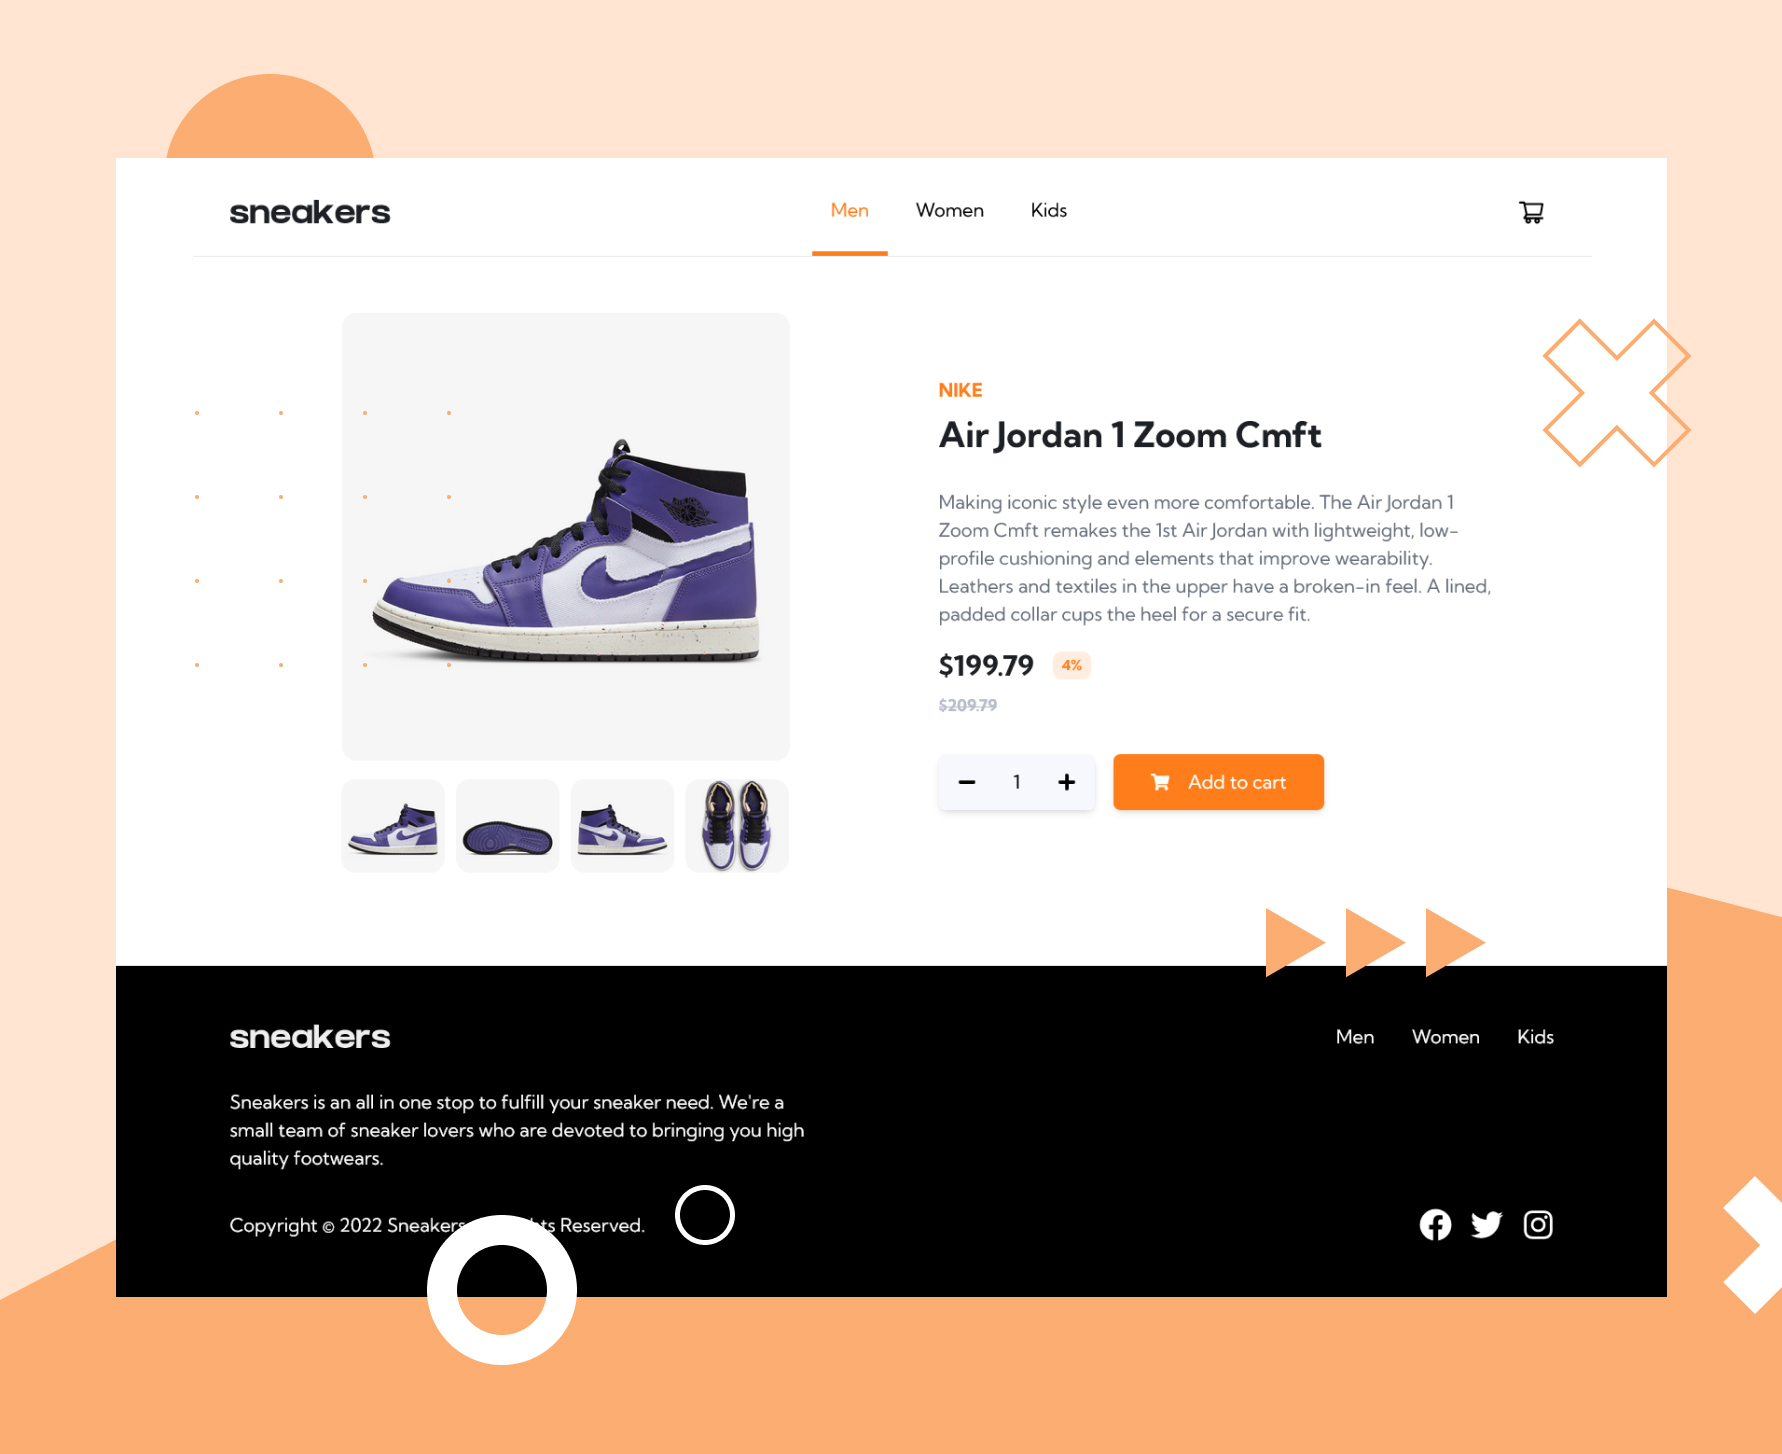 sneakers
Men Women Kids
NIKE
Air Jordan 1 Zoom Cmft
Making iconic style even more comfortable. The Air Jordan 1
Zoom Cmft remakes the 1st Air Jordan with lightweight, low-
profile cushioning and elements that improve wearability.
Leathers and textiles in the upper have a broken-in feel. A lined,
padded collar cups the heel for a secure fit.
$199.79 4%
$209.79
1
Add to cart
sneakers
Men Women Kids
Sneakers is an all in one stop to fulfill your sneaker need. We're a
small team of sneaker lovers who are devoted to bringing you high
quality footwears.
Copyright © 2022 Sneakers Reserved.